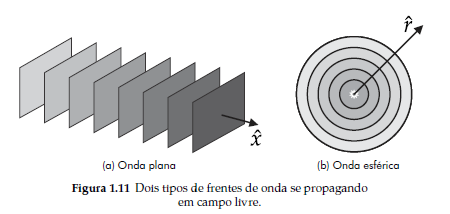 r̂
x̂
(a) Onda plana
(b) Onda esférica
Figura 1.11 Dois tipos de frentes de onda se propagando
em campo livre.